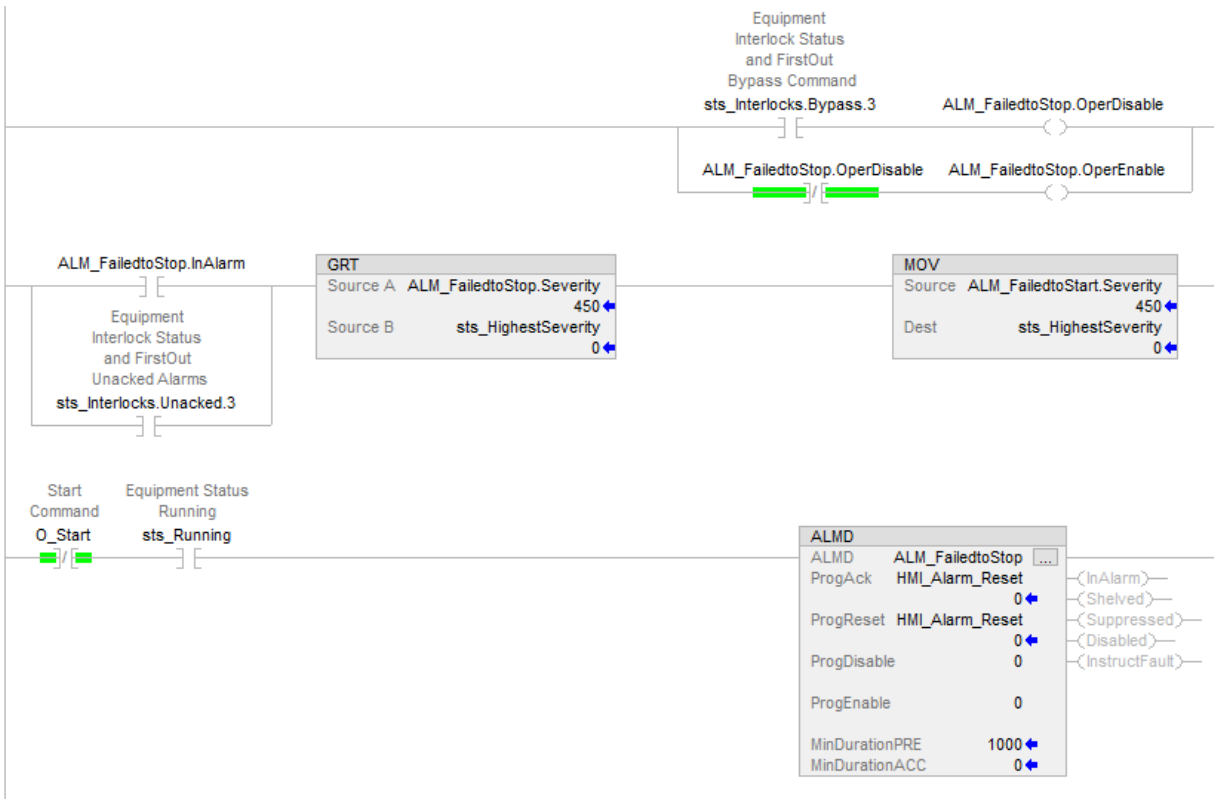 Equipment
Interlock Status
and FirstOut
Bypass Command
sts_Interlocks.Bypass.3 ALM_FailedtoStop.OperDisable
ALM_FailedtoStop.OperDisable ALM_FailedtoStop.OperEnable
ALM_FailedtoStop.InAlarm
Equipment
Interlock Status
and FirstOut
Unacked Alarms
sts_Interlocks.Unacked.3
GRT
Source A ALM_FailedtoStop.Severity
450
Source B sts_HighestSeverity
0
MOV
Source ALM_FailedtoStart.Severity
450
Dest sts_HighestSeverity
0
Start
Command
O_Start
Equipment Status
Running
sts_Running
ALMD
ALMD ALM_FailedtoStop ...
ProgAck HMI_Alarm_Reset
0
ProgReset HMI_Alarm_Reset
0
ProgDisable 0
ProgEnable 0
MinDurationPRE 1000
MinDurationACC 0
(InAlarm)
(Shelved)
(Suppressed)
(Disabled)
(InstructFault)